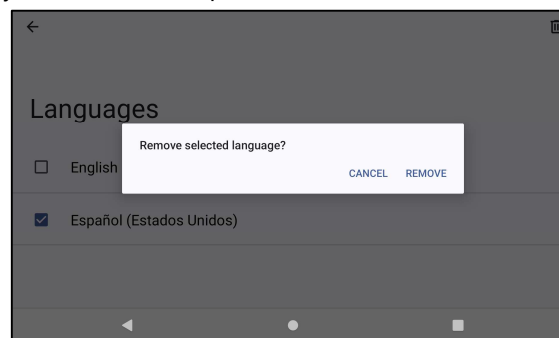 Languages
Remove selected language?
English
CANCEL REMOVE
Español (Estados Unidos)